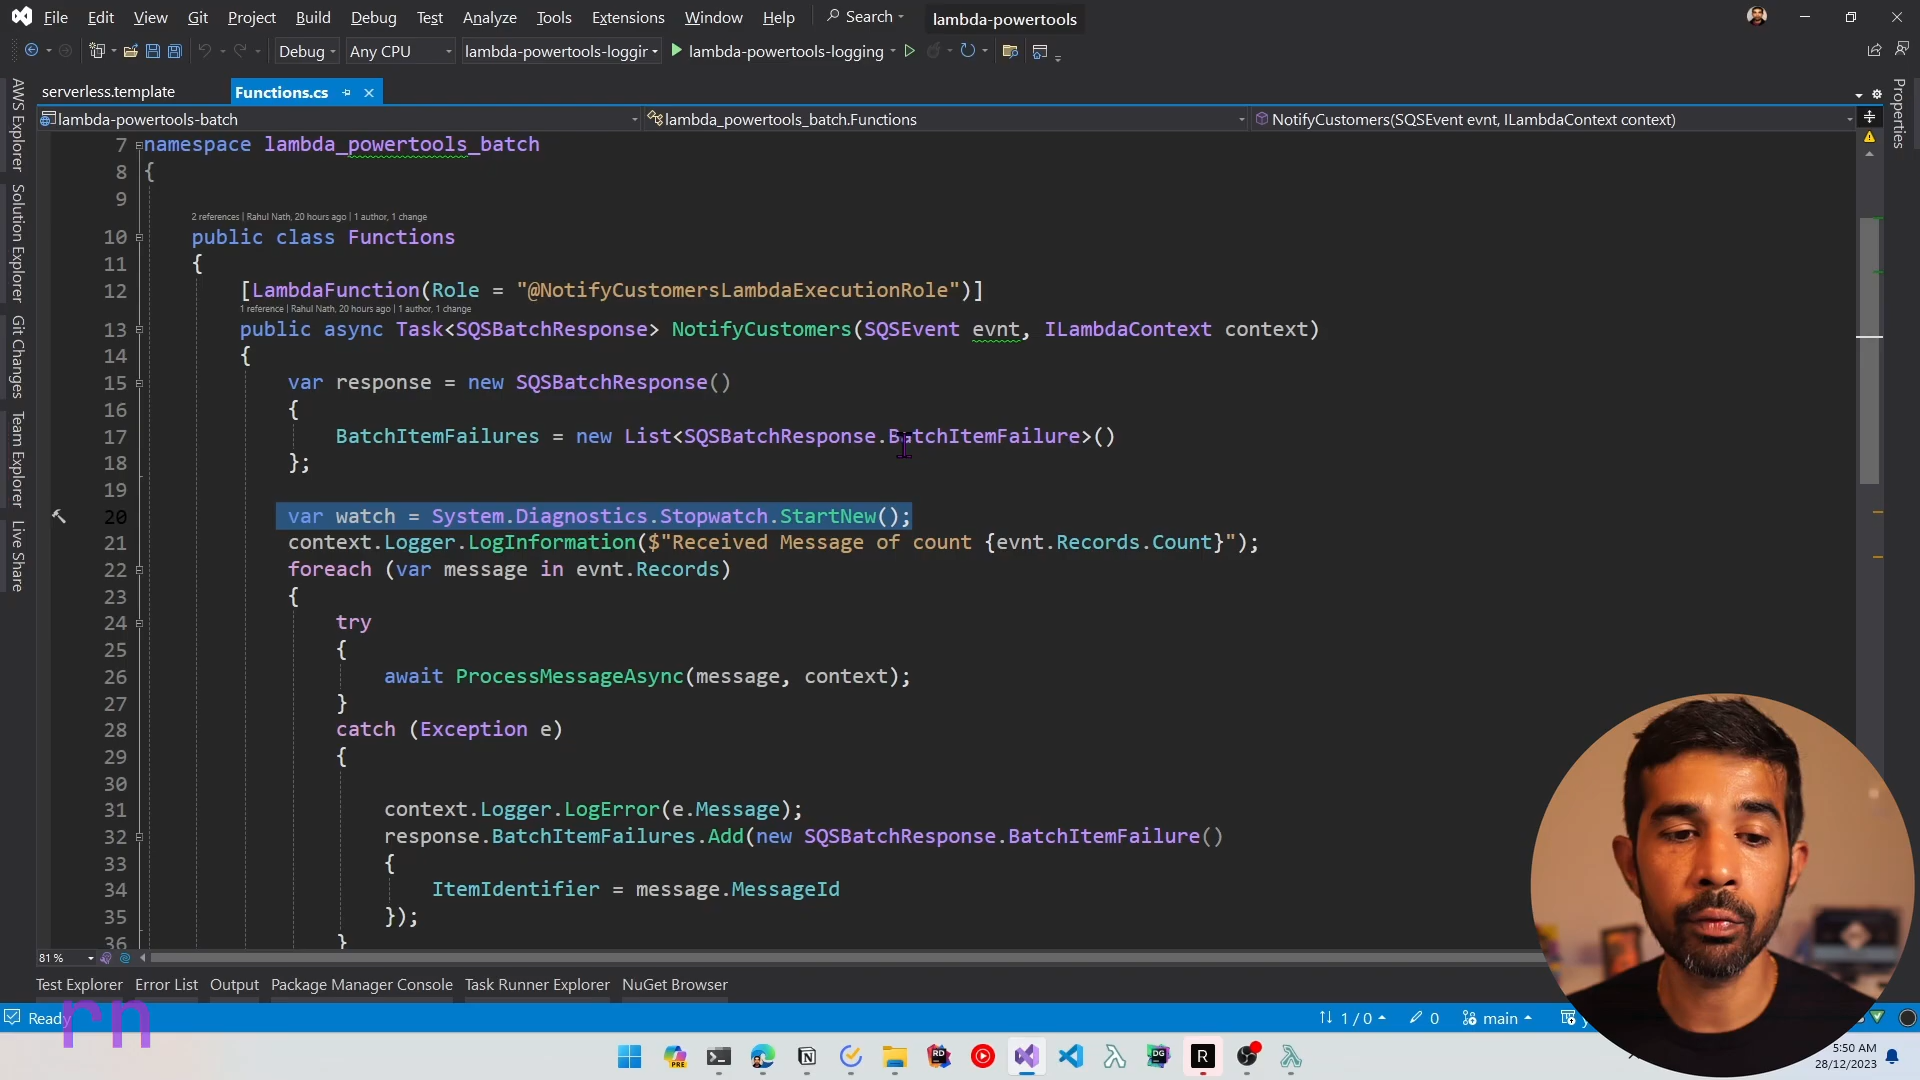 File Edit View Git Project Build Debug Test Analyze Tools Extensions Window Help Search lambda-powertools
Debug Any CPU lambda-powertools-loggir lambda-powertools-logging
serverless.template Functions.cs
lambda-powertools-batch lambda_powertools_batch.Functions NotifyCustomers(SQSEvent evnt, ILambdaContext context)
AWS Explorer
Solution Explorer
Git Changes
Team Explorer
Live Share
Properties
7 namespace lambda_powertools_batch
8 {
9
2 references | Rahul Nath, 20 hours ago | 1 author, 1 change
10 public class Functions
11 {
12 [LambdaFunction(Role = "@NotifyCustomersLambdaExecutionRole")]
1 reference | Rahul Nath, 20 hours ago | 1 author, 1 change
13 public async Task<SQSBatchResponse> NotifyCustomers(SQSEvent evnt, ILambdaContext context)
14 {
15 var response = new SQSBatchResponse()
16 {
17 BatchItemFailures = new List<SQSBatchResponse.BatchItemFailure>()
18 };
19
20 var watch = System.Diagnostics.Stopwatch.StartNew();
21 context.Logger.LogInformation($"Received Message of count {evnt.Records.Count}");
22 foreach (var message in evnt.Records)
23 {
24 try
25 {
26 await ProcessMessageAsync(message, context);
27 }
28 catch (Exception e)
29 {
30
31 context.Logger.LogError(e.Message);
32 response.BatchItemFailures.Add(new SQSBatchResponse.BatchItemFailure()
33 {
34 ItemIdentifier = message.MessageId
35 });
36 }
81 %
Test Explorer Error List Output Package Manager Console Task Runner Explorer NuGet Browser
Ready 1 / 0 0 main
rn
PRE RD DG R
5:50 AM
28/12/2023